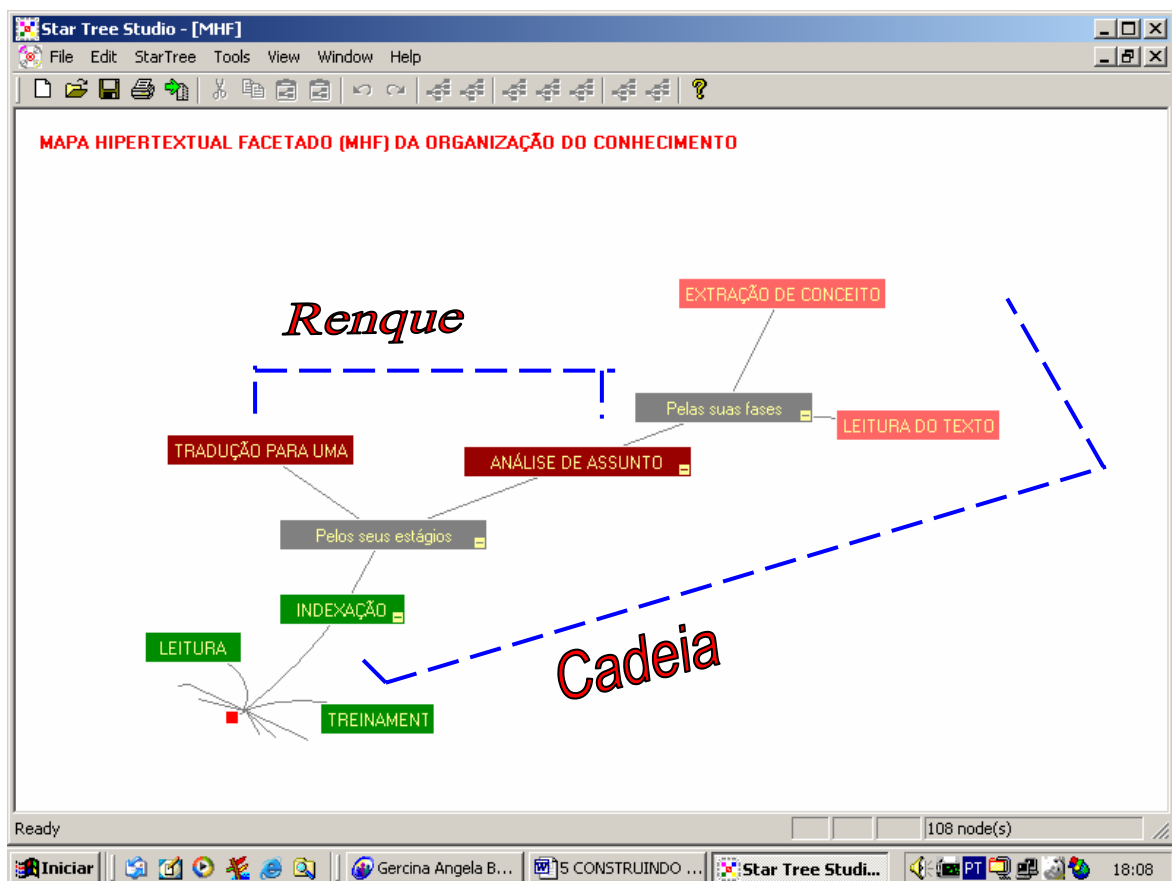 Star Tree Studio - [MHF]
File Edit StarTree Tools View Window Help
MAPA HIPERTEXTUAL FACETADO (MHF) DA ORGANIZAÇÃO DO CONHECIMENTO
EXTRAÇÃO DE CONCEITO
Renque
Pelas suas fases
LEITURA DO TEXTO
TRADUÇÃO PARA UMA
ANÁLISE DE ASSUNTO
Pelos seus estágios
INDEXAÇÃO
LEITURA
Cadeia
TREINAMENT
Ready
108 node(s)
Iniciar
Gercina Angela B...
5 CONSTRUINDO ...
Star Tree Studi...
PT
18:08